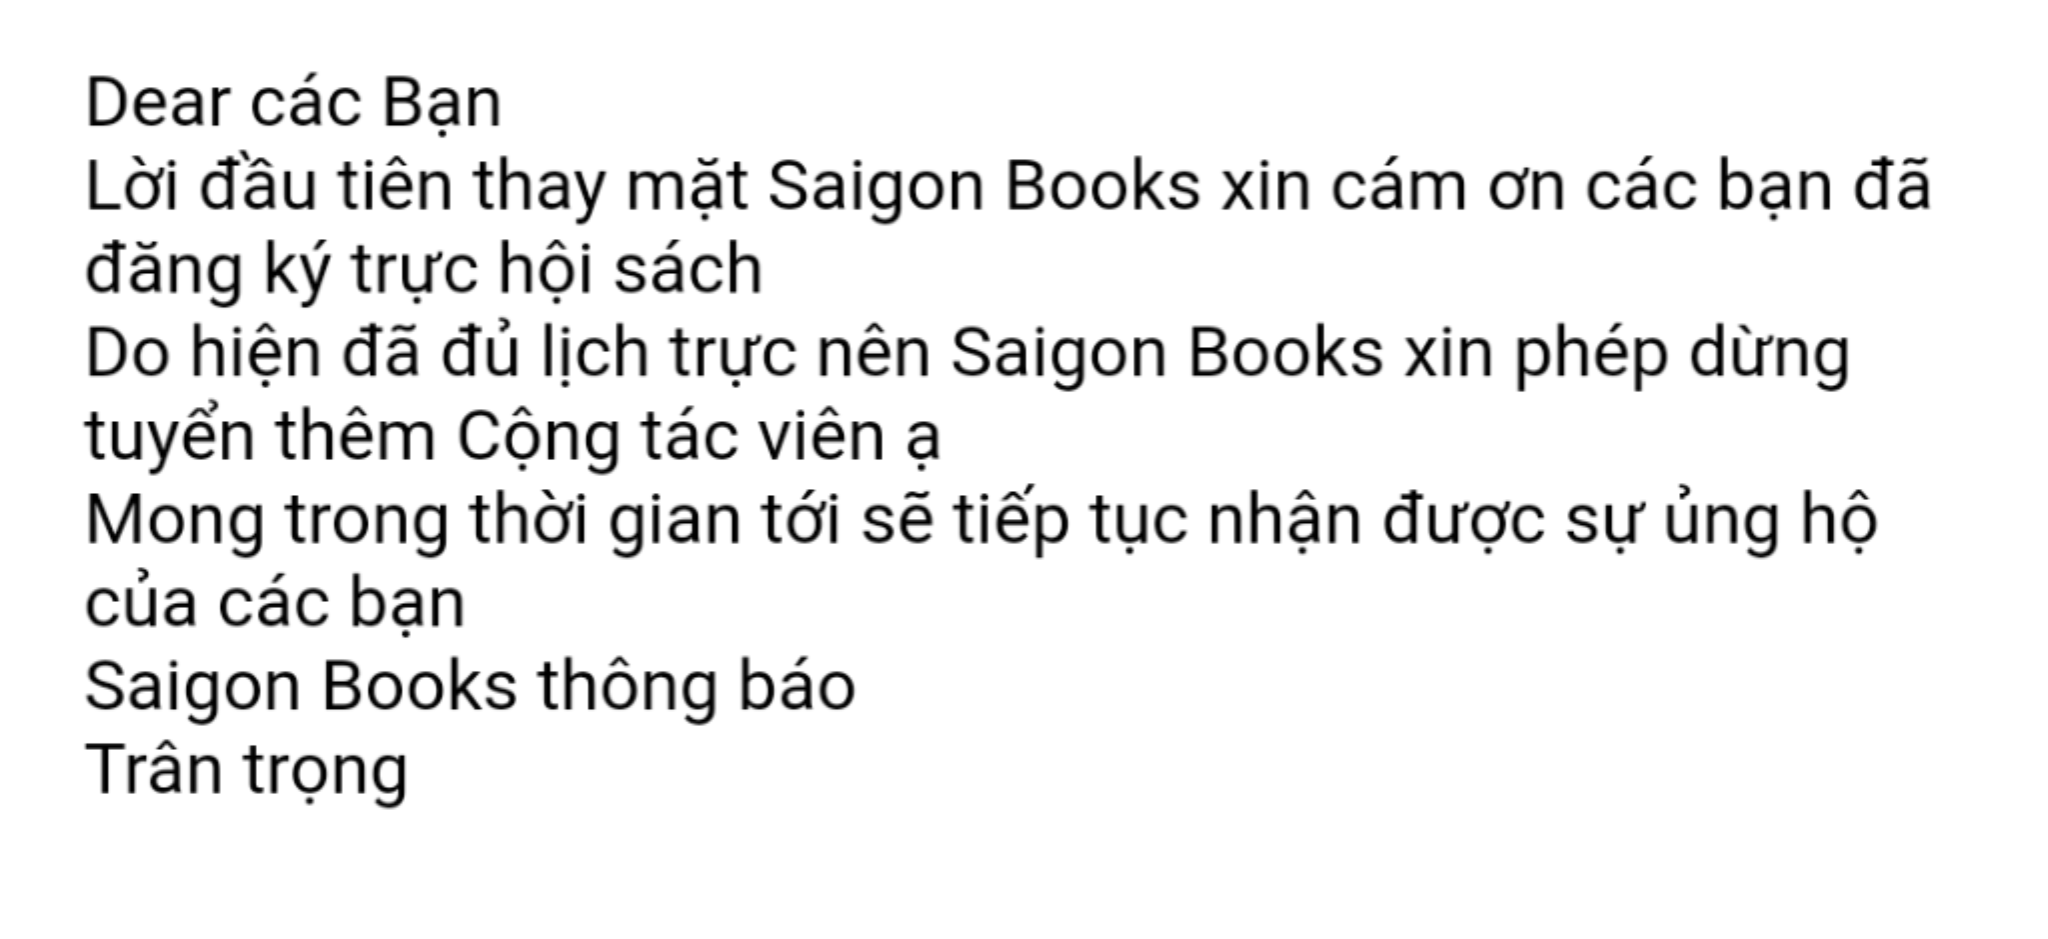 Dear các Bạn
Lời đầu tiên thay mặt Saigon Books xin cám ơn các bạn đã
đăng ký trực hội sách
Do hiện đã đủ lịch trực nên Saigon Books xin phép dừng
tuyển thêm Cộng tác viên ạ
Mong trong thời gian tới sẽ tiếp tục nhận được sự ủng hộ
của các bạn
Saigon Books thông báo
Trân trọng